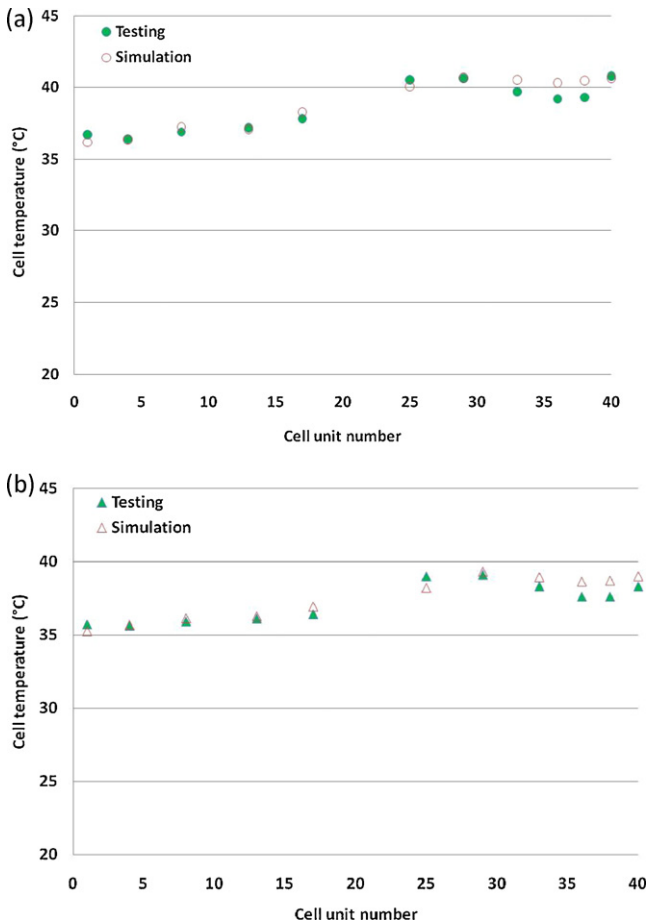 (a)
45
Testing
Simulation
40
35
30
25
20
Cell temperature (°C)
0 5 10 15 20 25 30 35 40
Cell unit number
(b)
45
Testing
Simulation
40
35
30
25
20
Cell temperature (°C)
0 5 10 15 20 25 30 35 40
Cell unit number